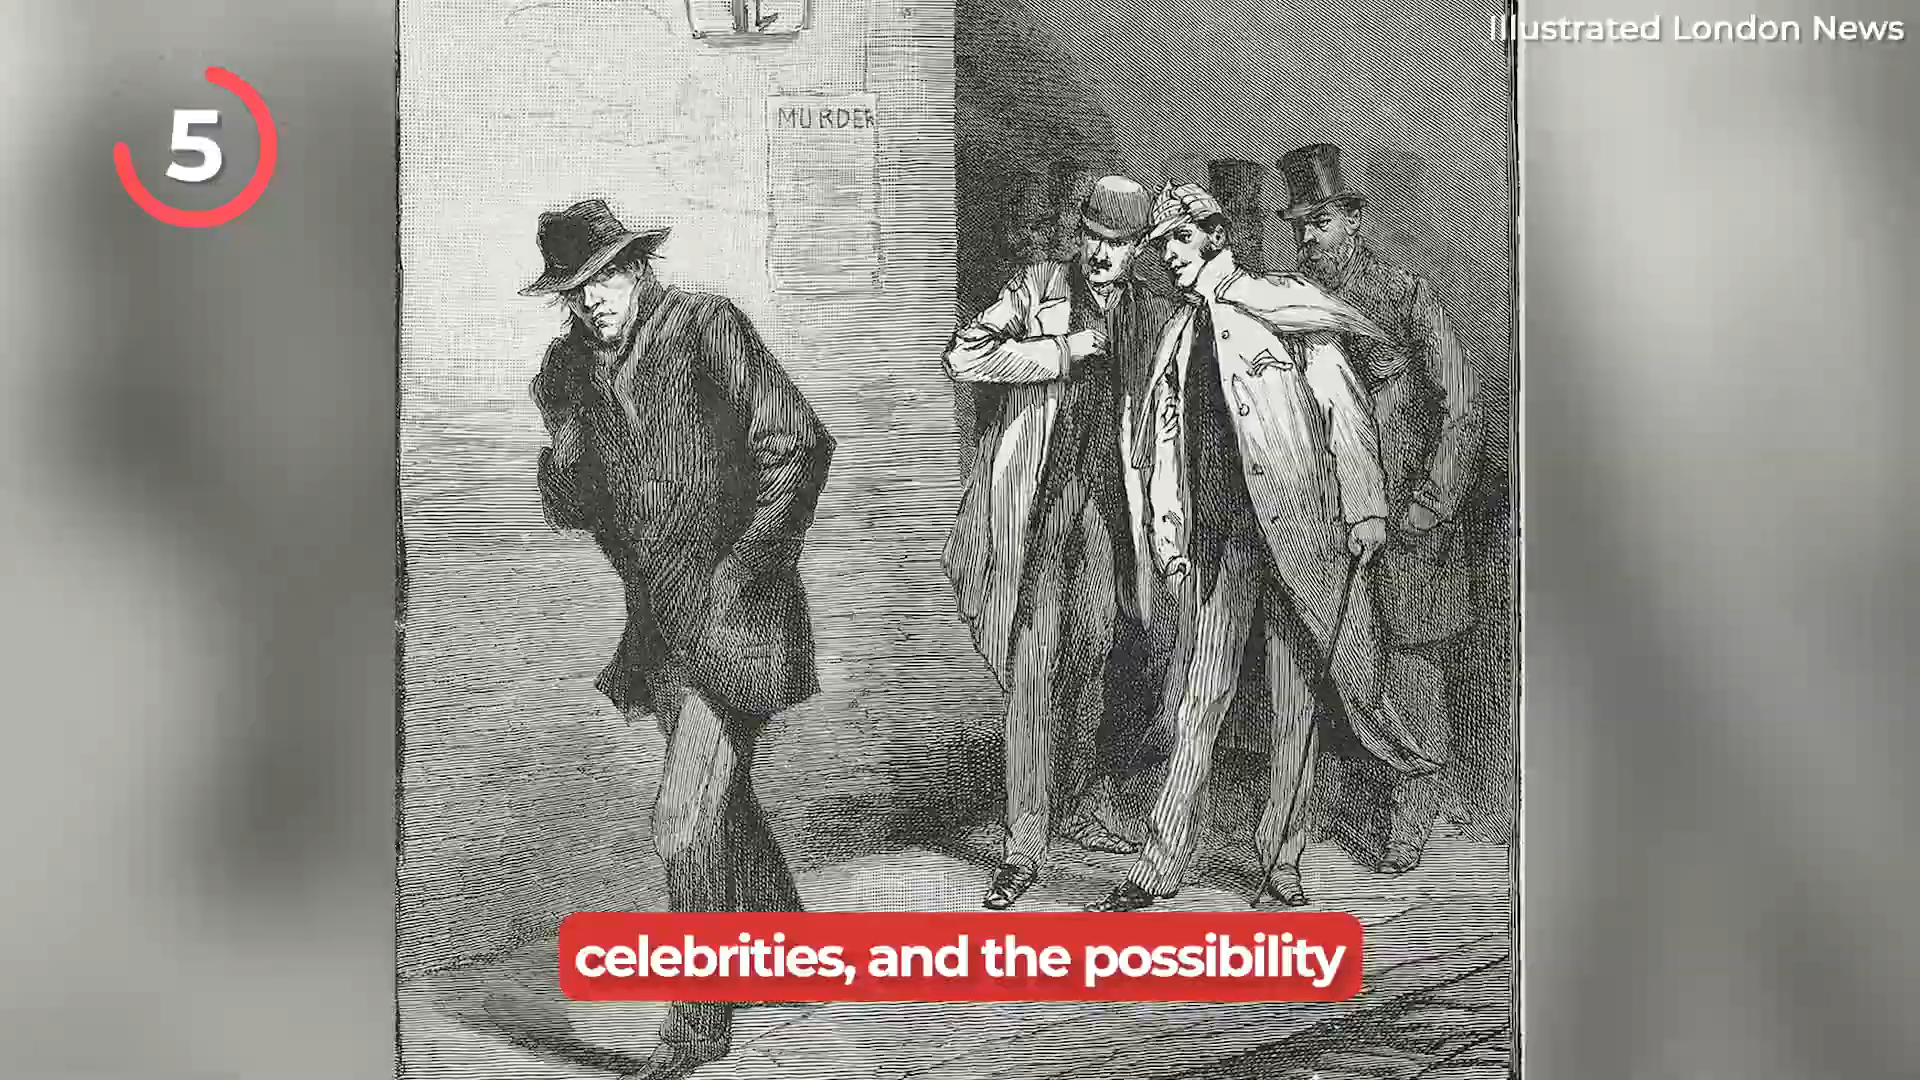 Illustrated London News
5
MURDER
celebrities, and the possibility